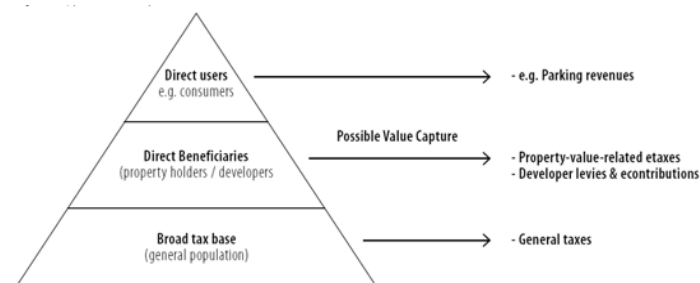 Direct users
e.g. consumers
- e.g. Parking revenues
Possible Value Capture
Direct Beneficiaries
(property holders / developers
- Property-value-related etaxes
- Developer levies & econtributions
Broad tax base
(general population)
- General taxes